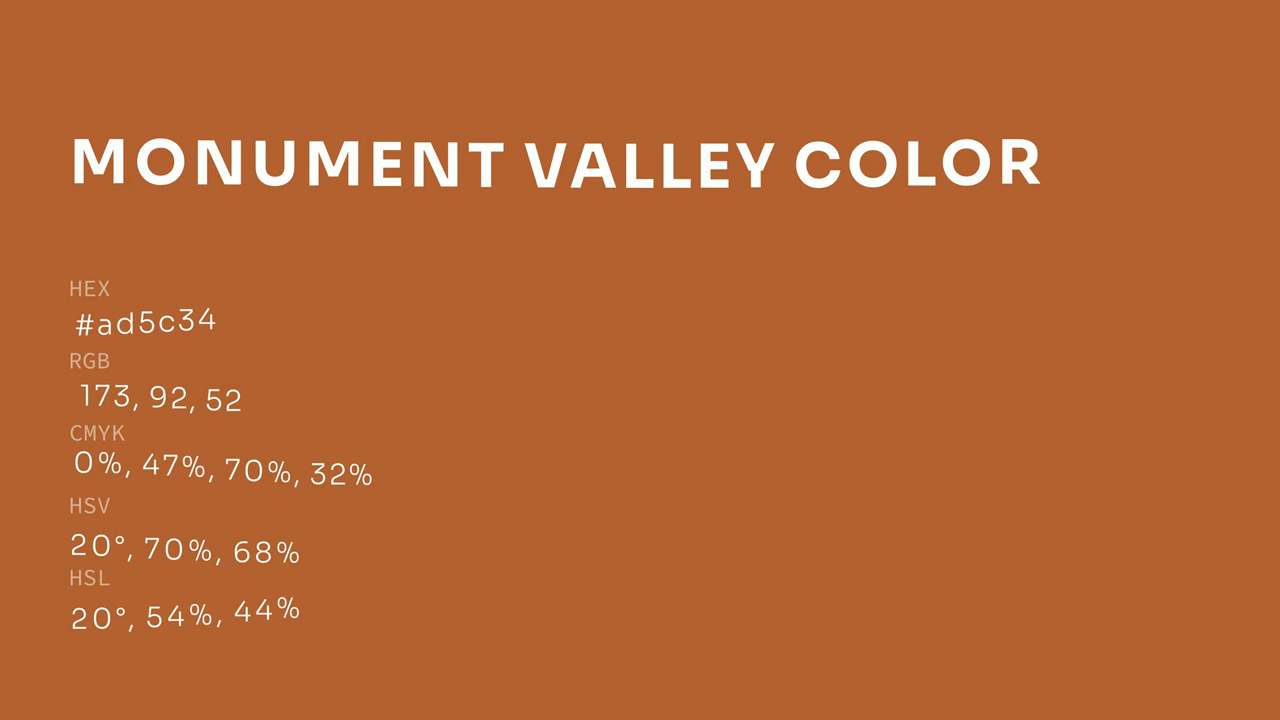 MONUMENT VALLEY COLOR
HEX
#ad5c34
RGB
173, 92, 52
CMYK
0%, 47%, 70%, 32%
HSV
20°, 70%, 68%
HSL
20°, 54%, 44%